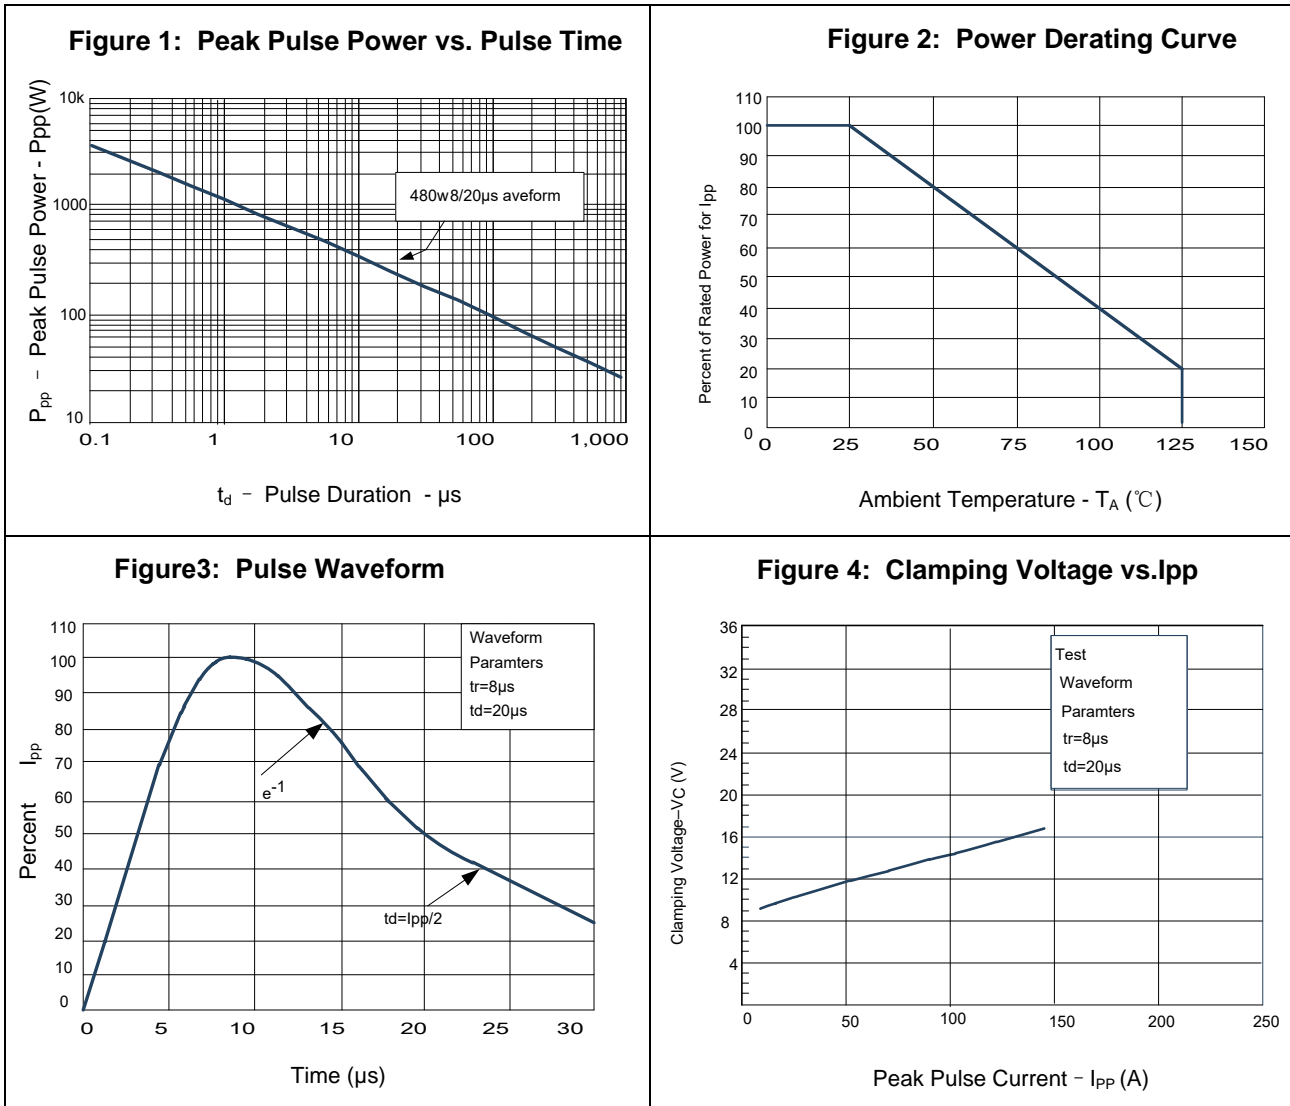 Figure 1: Peak Pulse Power vs. Pulse Time
Ppp – Peak Pulse Power - Ppp(W)
10k
1000
100
10
480w8/20μs aveform
0.1 1 10 100 1,000
td – Pulse Duration - μs
Figure 2: Power Derating Curve
Percent of Rated Power for Ipp
110
100
90
80
70
60
50
40
30
20
10
0
0 25 50 75 100 125 150
Ambient Temperature - TA (℃)
Figure3: Pulse Waveform
Percent Ipp
110
100
90
80
70
60
50
40
30
20
10
0
Waveform
Paramters
tr=8μs
td=20μs
e-1
td=Ipp/2
0 5 10 15 20 25 30
Time (μs)
Figure 4: Clamping Voltage vs.Ipp
Clamping Voltage–VC (V)
36
32
28
24
20
16
12
8
4
Test
Waveform
Paramters
tr=8μs
td=20μs
0 50 100 150 200 250
Peak Pulse Current – IPP (A)